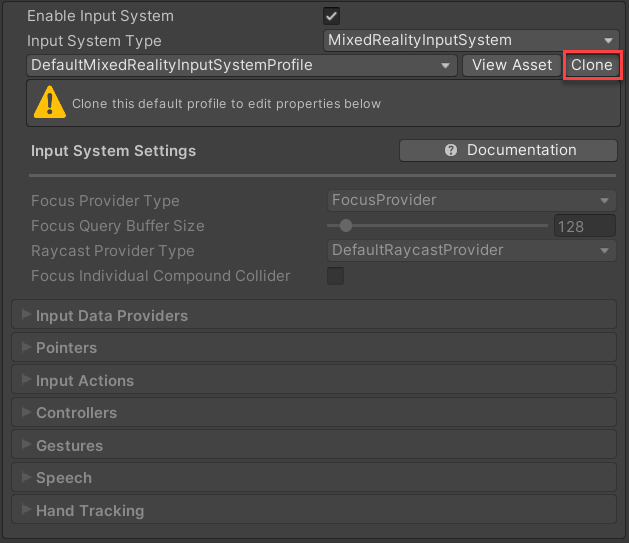 Enable Input System
Input System Type MixedRealityInputSystem
DefaultMixedRealityInputSystemProfile View Asset Clone
Clone this default profile to edit properties below
Input System Settings Documentation
Focus Provider Type FocusProvider
Focus Query Buffer Size 128
Raycast Provider Type DefaultRaycastProvider
Focus Individual Compound Collider
Input Data Providers
Pointers
Input Actions
Controllers
Gestures
Speech
Hand Tracking